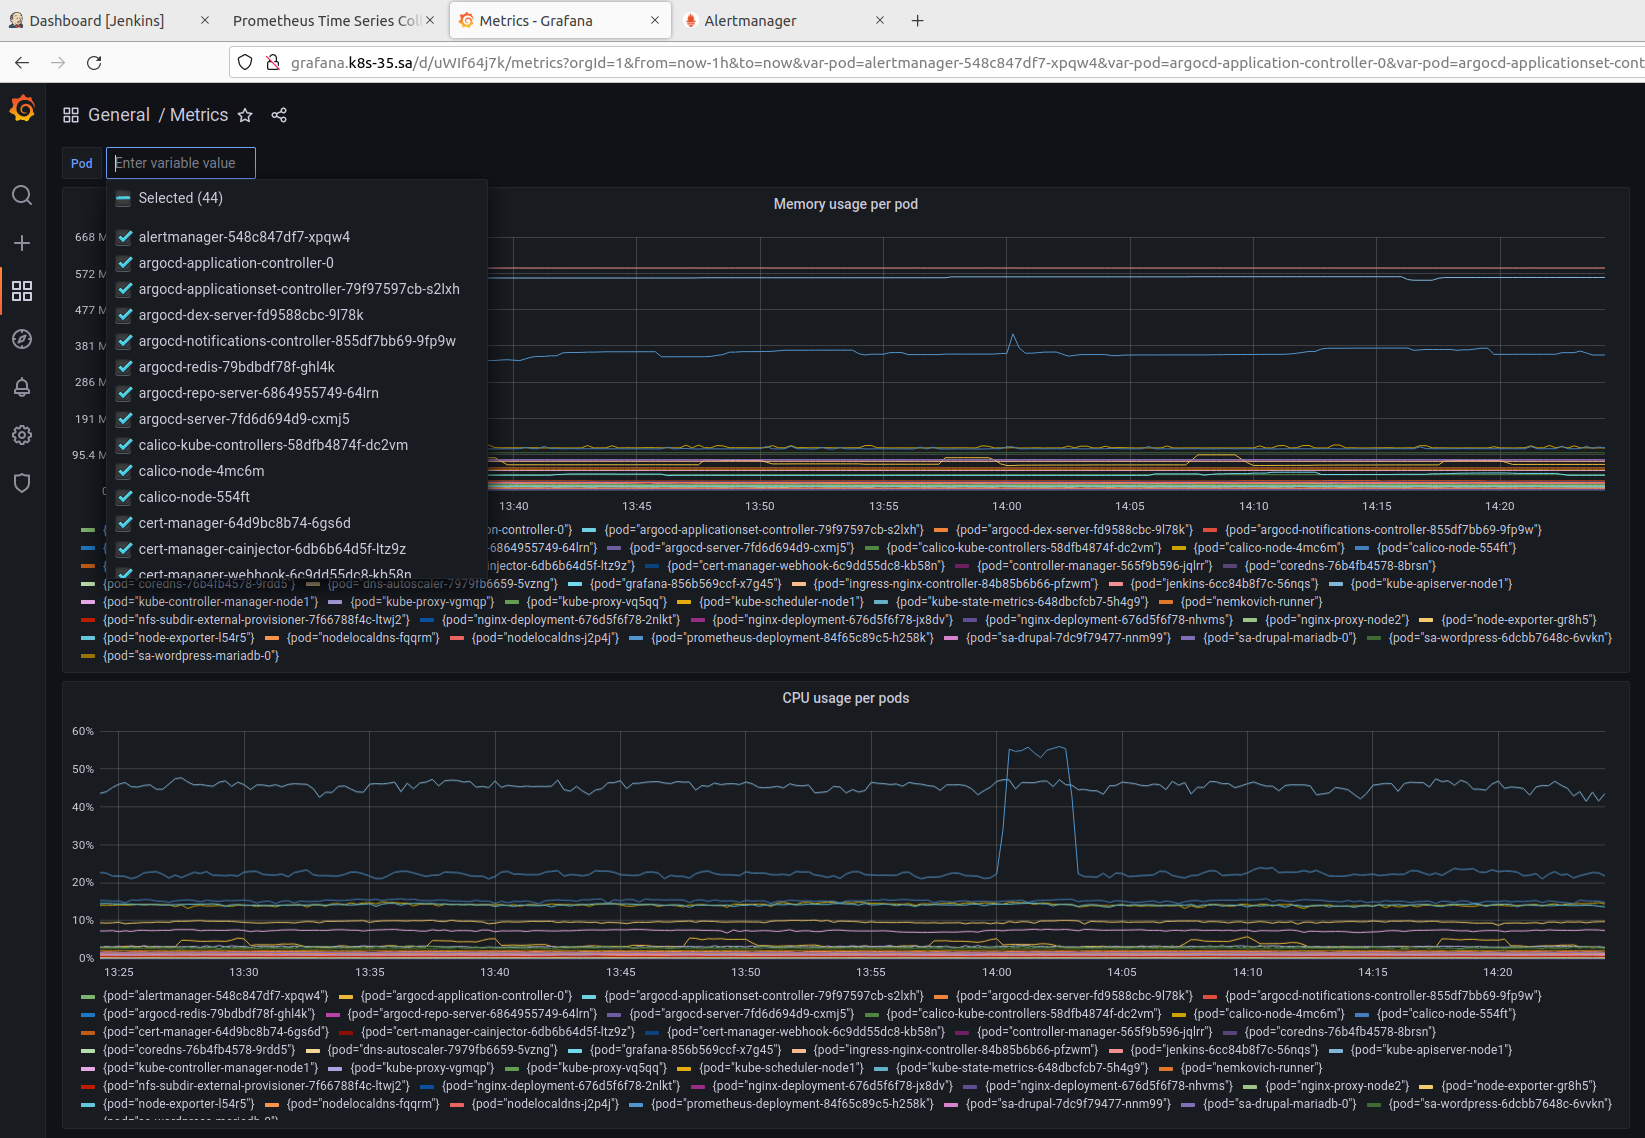 Dashboard [Jenkins]
Prometheus Time Series Col
Metrics - Grafana
Alertmanager
grafana.k8s-35.sa/d/uWIf64j7k/metrics?orgId=1&from=now-1h&to=now&var-pod=alertmanager-548c847df7-xpqw4&var-pod=argocd-application-controller-0&var-pod=argocd-applicationset-cont
General / Metrics
Pod Enter variable value
Selected (44)
alertmanager-548c847df7-xpqw4
argocd-application-controller-0
argocd-applicationset-controller-79f97597cb-s2lxh
argocd-dex-server-fd9588cbc-9l78k
argocd-notifications-controller-855df7bb69-9fp9w
argocd-redis-79bdbdf78f-ghl4k
argocd-repo-server-6864955749-64lrn
argocd-server-7fd6d694d9-cxmj5
calico-kube-controllers-58dfb4874f-dc2vm
calico-node-4mc6m
calico-node-554ft
cert-manager-64d9bc8b74-6gs6d
cert-manager-cainjector-6db6b64d5f-ltz9z
cert-manager-webhook-6c9dd55dc8-kb58n
Memory usage per pod
668 M
572 M
477 M
381 M
286 M
191 M
95.4 M
13:40 13:45 13:50 13:55 14:00 14:05 14:10 14:15 14:20
n-controller-0"} {pod="argocd-applicationset-controller-79f97597cb-s2lxh"} {pod="argocd-dex-server-fd9588cbc-9l78k"} {pod="argocd-notifications-controller-855df7bb69-9fp9w"}
-6864955749-64lrn"} {pod="argocd-server-7fd6d694d9-cxmj5"} {pod="calico-kube-controllers-58dfb4874f-dc2vm"} {pod="calico-node-4mc6m"} {pod="calico-node-554ft"}
injector-6db6b64d5f-ltz9z"} {pod="cert-manager-webhook-6c9dd55dc8-kb58n"} {pod="controller-manager-565f9b596-jqlrr"} {pod="coredns-76b4fb4578-8brsn"}
{pod="coredns-76b4fb4578-9rdd5"} {pod="dns-autoscaler-7979fb6659-5vzng"} {pod="grafana-856b569ccf-x7g45"} {pod="ingress-nginx-controller-84b85b6b66-pfzwm"} {pod="jenkins-6cc84b8f7c-56nqs"} {pod="kube-apiserver-node1"}
{pod="kube-controller-manager-node1"} {pod="kube-proxy-vgmqp"} {pod="kube-proxy-vq5qq"} {pod="kube-scheduler-node1"} {pod="kube-state-metrics-648dbcfcb7-5h4g9"} {pod="nemkovich-runner"}
{pod="nfs-subdir-external-provisioner-7f66788f4c-ltwj2"} {pod="nginx-deployment-676d5f6f78-2nlkt"} {pod="nginx-deployment-676d5f6f78-jx8dv"} {pod="nginx-deployment-676d5f6f78-nhvms"} {pod="nginx-proxy-node2"} {pod="node-exporter-gr8h5"}
{pod="node-exporter-l54r5"} {pod="nodelocaldns-fqqrm"} {pod="nodelocaldns-j2p4j"} {pod="prometheus-deployment-84f65c89c5-h258k"} {pod="sa-drupal-7dc9f79477-nnm99"} {pod="sa-drupal-mariadb-0"} {pod="sa-wordpress-6dcbb7648c-6vvkn"}
{pod="sa-wordpress-mariadb-0"}
CPU usage per pods
60%
50%
40%
30%
20%
10%
0%
13:25 13:30 13:35 13:40 13:45 13:50 13:55 14:00 14:05 14:10 14:15 14:20
{pod="alertmanager-548c847df7-xpqw4"} {pod="argocd-application-controller-0"} {pod="argocd-applicationset-controller-79f97597cb-s2lxh"} {pod="argocd-dex-server-fd9588cbc-9l78k"} {pod="argocd-notifications-controller-855df7bb69-9fp9w"}
{pod="argocd-redis-79bdbdf78f-ghl4k"} {pod="argocd-repo-server-6864955749-64lrn"} {pod="argocd-server-7fd6d694d9-cxmj5"} {pod="calico-kube-controllers-58dfb4874f-dc2vm"} {pod="calico-node-4mc6m"} {pod="calico-node-554ft"}
{pod="cert-manager-64d9bc8b74-6gs6d"} {pod="cert-manager-cainjector-6db6b64d5f-ltz9z"} {pod="cert-manager-webhook-6c9dd55dc8-kb58n"} {pod="controller-manager-565f9b596-jqlrr"} {pod="coredns-76b4fb4578-8brsn"}
{pod="coredns-76b4fb4578-9rdd5"} {pod="dns-autoscaler-7979fb6659-5vzng"} {pod="grafana-856b569ccf-x7g45"} {pod="ingress-nginx-controller-84b85b6b66-pfzwm"} {pod="jenkins-6cc84b8f7c-56nqs"} {pod="kube-apiserver-node1"}
{pod="kube-controller-manager-node1"} {pod="kube-proxy-vgmqp"} {pod="kube-proxy-vq5qq"} {pod="kube-scheduler-node1"} {pod="kube-state-metrics-648dbcfcb7-5h4g9"} {pod="nemkovich-runner"}
{pod="nfs-subdir-external-provisioner-7f66788f4c-ltwj2"} {pod="nginx-deployment-676d5f6f78-2nlkt"} {pod="nginx-deployment-676d5f6f78-jx8dv"} {pod="nginx-deployment-676d5f6f78-nhvms"} {pod="nginx-proxy-node2"} {pod="node-exporter-gr8h5"}
{pod="node-exporter-l54r5"} {pod="nodelocaldns-fqqrm"} {pod="nodelocaldns-j2p4j"} {pod="prometheus-deployment-84f65c89c5-h258k"} {pod="sa-drupal-7dc9f79477-nnm99"} {pod="sa-drupal-mariadb-0"} {pod="sa-wordpress-6dcbb7648c-6vvkn"}